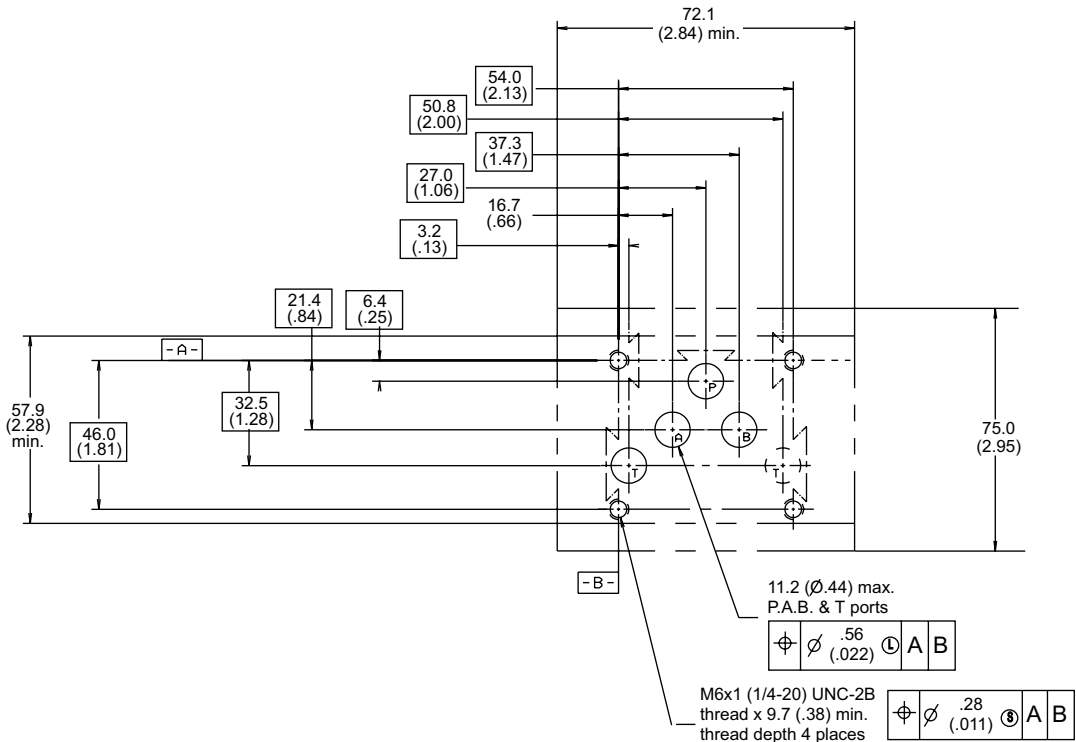 72.1
(2.84) min.
54.0
(2.13)
50.8
(2.00)
37.3
(1.47)
27.0
(1.06)
16.7
(.66)
3.2
(.13)
21.4
(.84)
6.4
(.25)
-A-
57.9
(2.28)
min.
46.0
(1.81)
32.5
(1.28)
P
A
B
T
T
75.0
(2.95)
-B-
11.2 (Ø.44) max.
P.A.B. & T ports
⌖ Ø .56 (.022) Ⓛ A B
M6x1 (1/4-20) UNC-2B
thread x 9.7 (.38) min.
thread depth 4 places
⌖ Ø .28 (.011) Ⓢ A B